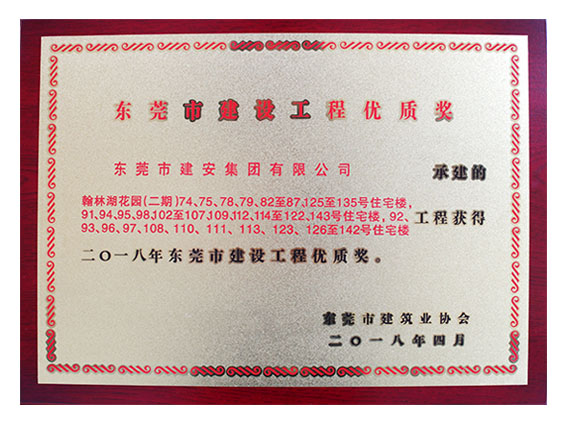 东莞市建设工程优质奖
东莞市建安集团有限公司 承建的
翰林湖花园(二期)74、75、78、79、82至87,125至135号住宅楼,
91,94,95,98,102至107,109,112,114至122,143号住宅楼, 92、 工程获得
93、96、97、108、110、111、113、123、126至142号住宅楼
二〇一八年东莞市建设工程优质奖。
东莞市建筑业协会
二〇一八年四月